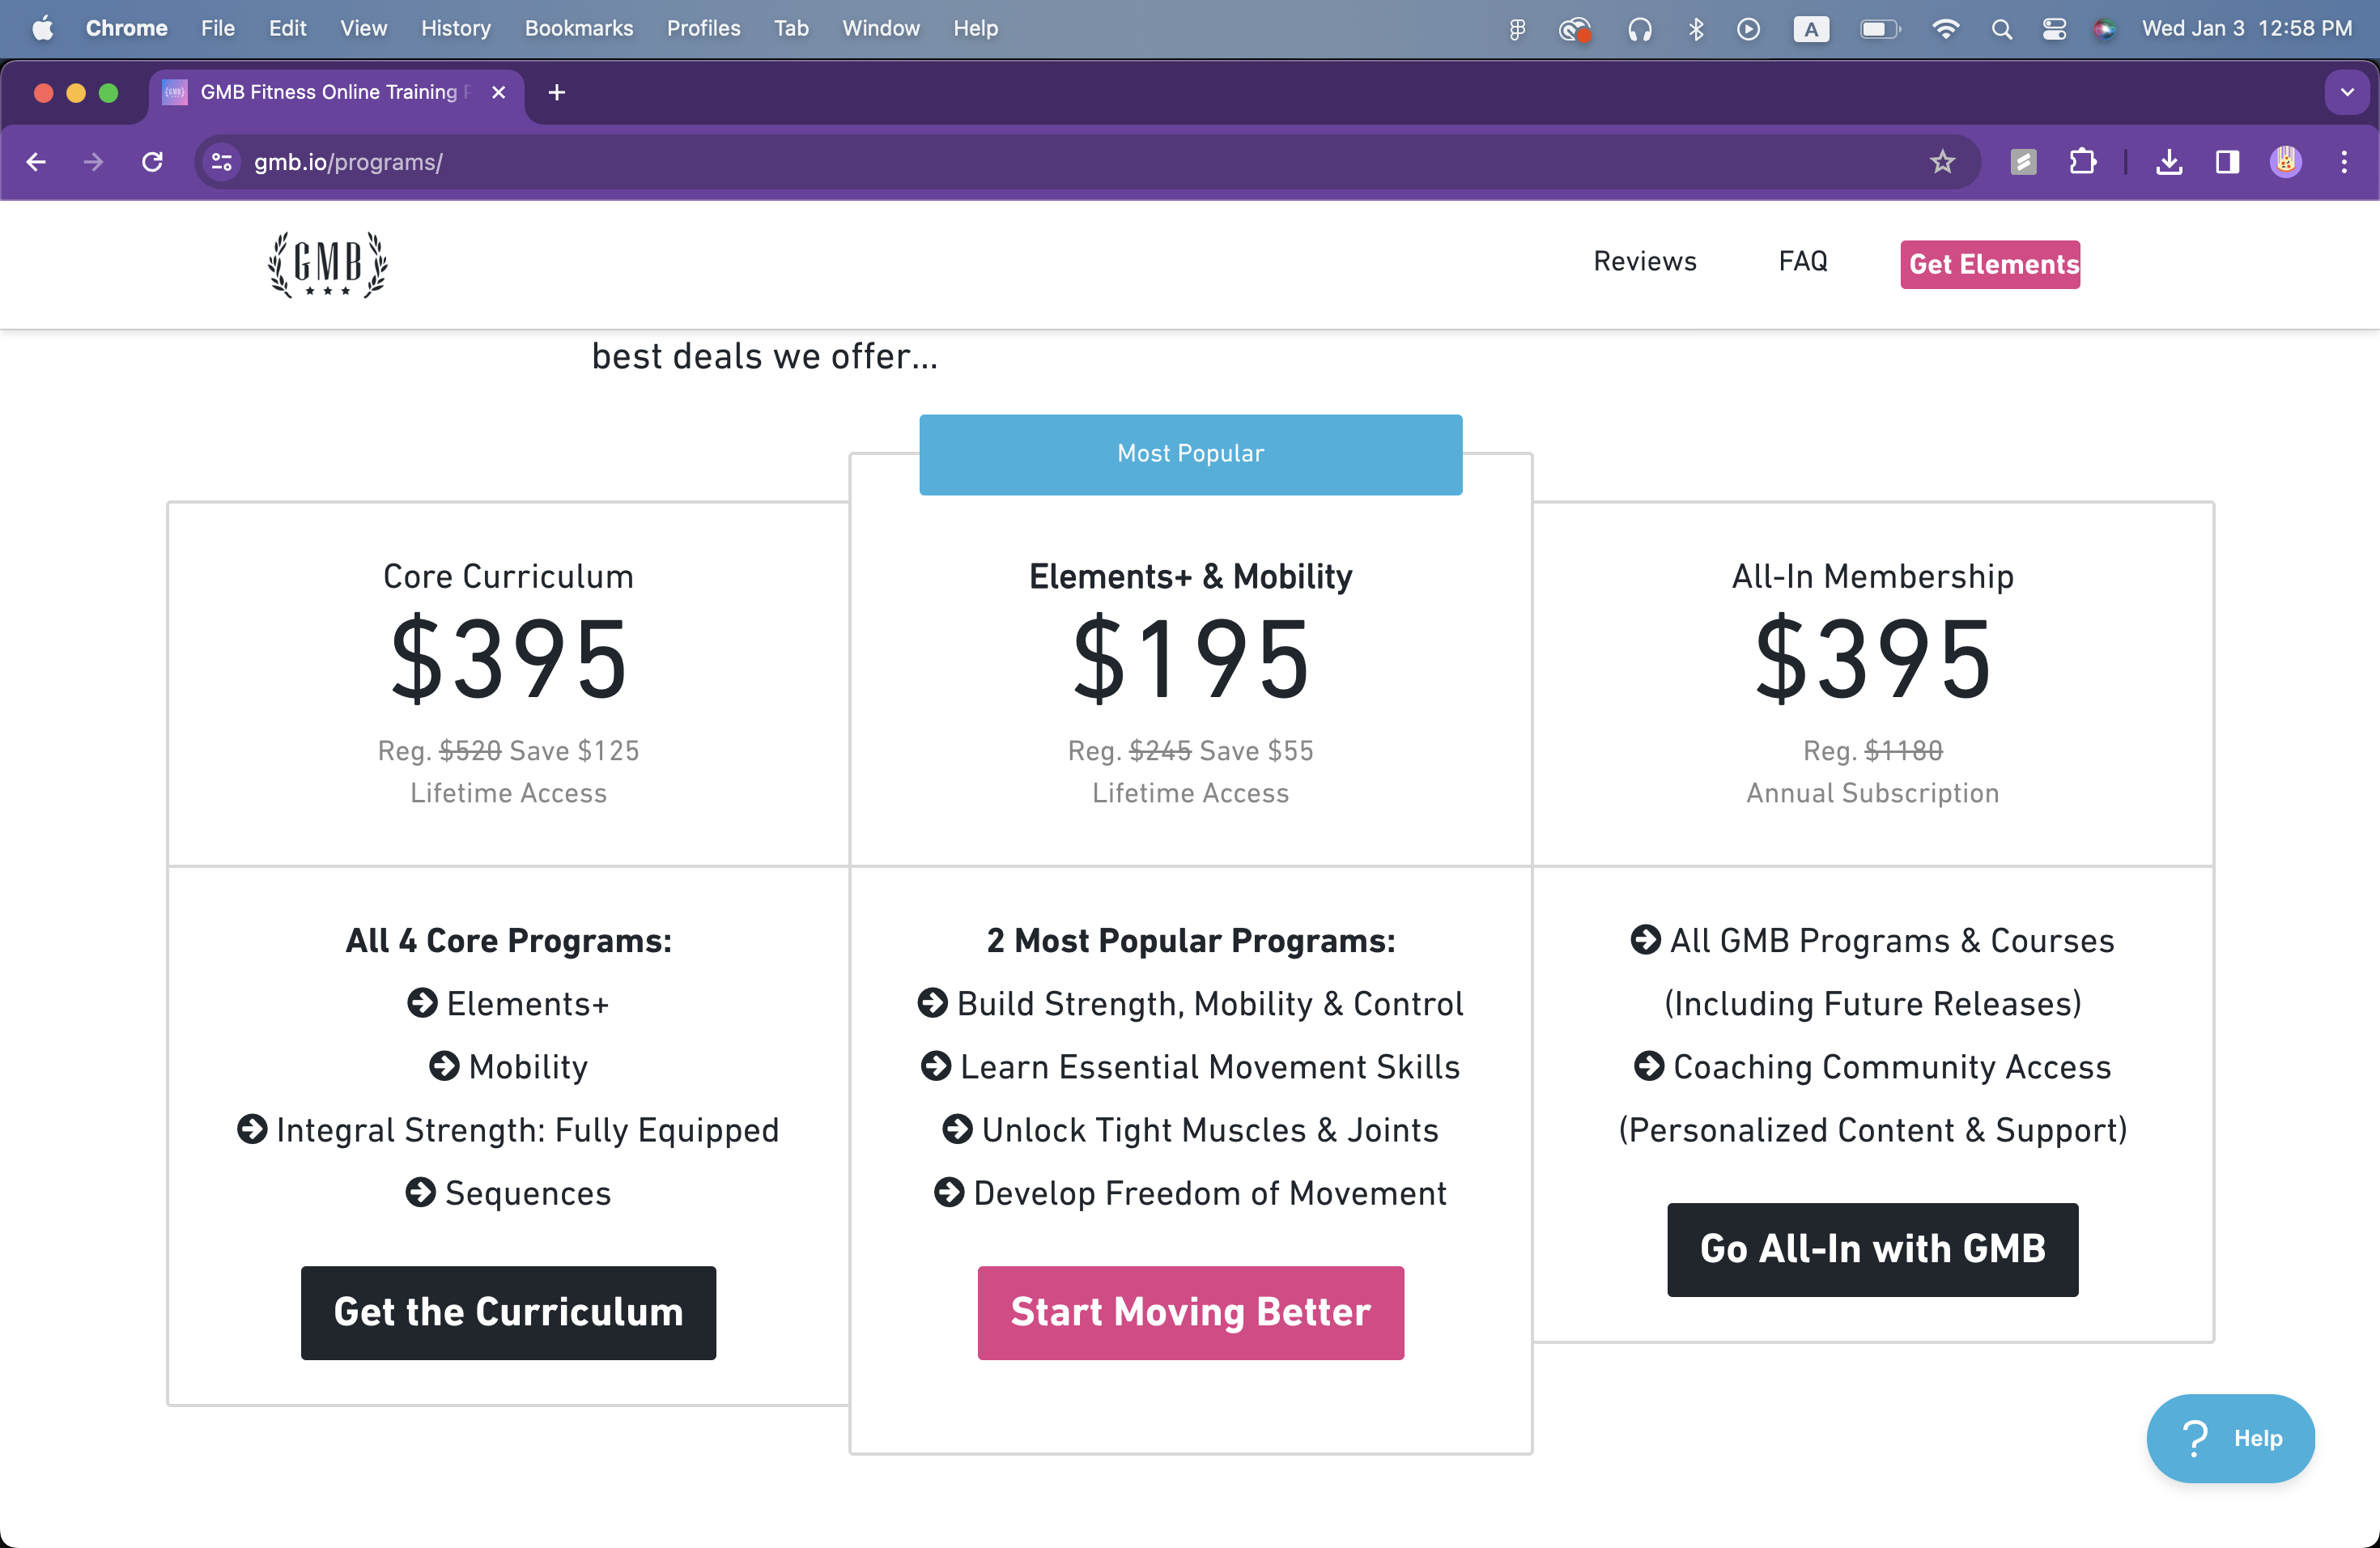 Chrome File Edit View History Bookmarks Profiles Tab Window Help A Wed Jan 3 12:58 PM
GMB Fitness Online Training
gmb.io/programs/
GMB
Reviews FAQ Get Elements
best deals we offer...
Most Popular
Core Curriculum
$395
Reg. $520 Save $125
Lifetime Access
All 4 Core Programs:
Elements+
Mobility
Integral Strength: Fully Equipped
Sequences
Get the Curriculum
Elements+ & Mobility
$195
Reg. $245 Save $55
Lifetime Access
2 Most Popular Programs:
Build Strength, Mobility & Control
Learn Essential Movement Skills
Unlock Tight Muscles & Joints
Develop Freedom of Movement
Start Moving Better
All-In Membership
$395
Reg. $1180
Annual Subscription
All GMB Programs & Courses
(Including Future Releases)
Coaching Community Access
(Personalized Content & Support)
Go All-In with GMB
? Help